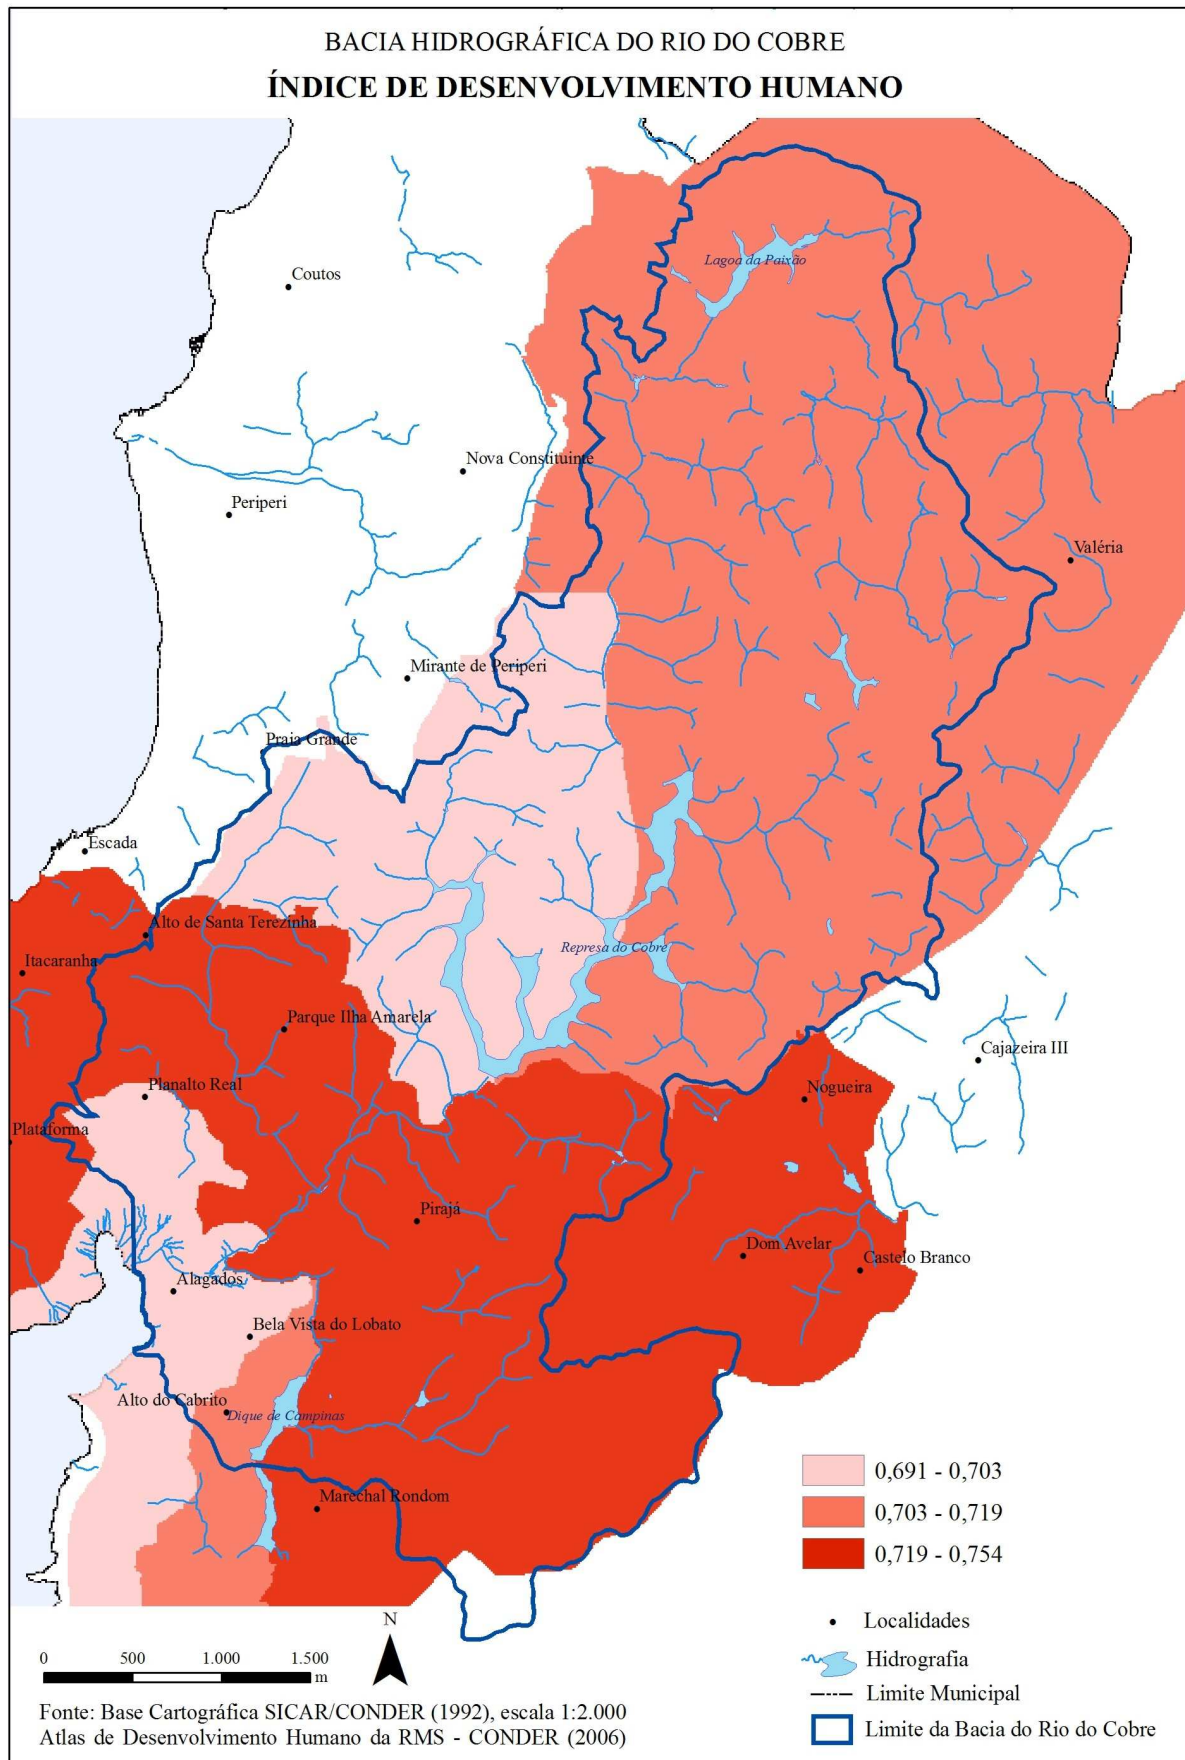 BACIA HIDROGRÁFICA DO RIO DO COBRE
ÍNDICE DE DESENVOLVIMENTO HUMANO
Lagoa da Paixão
Coutos
Nova Constituinte
Periperi
Valéria
Mirante de Periperi
Praia Grande
Escada
Alto de Santa Terezinha
Represa do Cobre
Itacaranha
Parque Ilha Amarela
Cajazeira III
Planalto Real
Nogueira
Plataforma
Pirajá
Dom Avelar
Castelo Branco
Alagados
Bela Vista do Lobato
Alto do Cabrito
Dique de Campinas
Marechal Rondom
0,691 - 0,703
0,703 - 0,719
0,719 - 0,754
Localidades
Hidrografia
Limite Municipal
Limite da Bacia do Rio do Cobre
N
0 500 1.000 1.500
m
Fonte: Base Cartográfica SICAR/CONDER (1992), escala 1:2.000
Atlas de Desenvolvimento Humano da RMS - CONDER (2006)